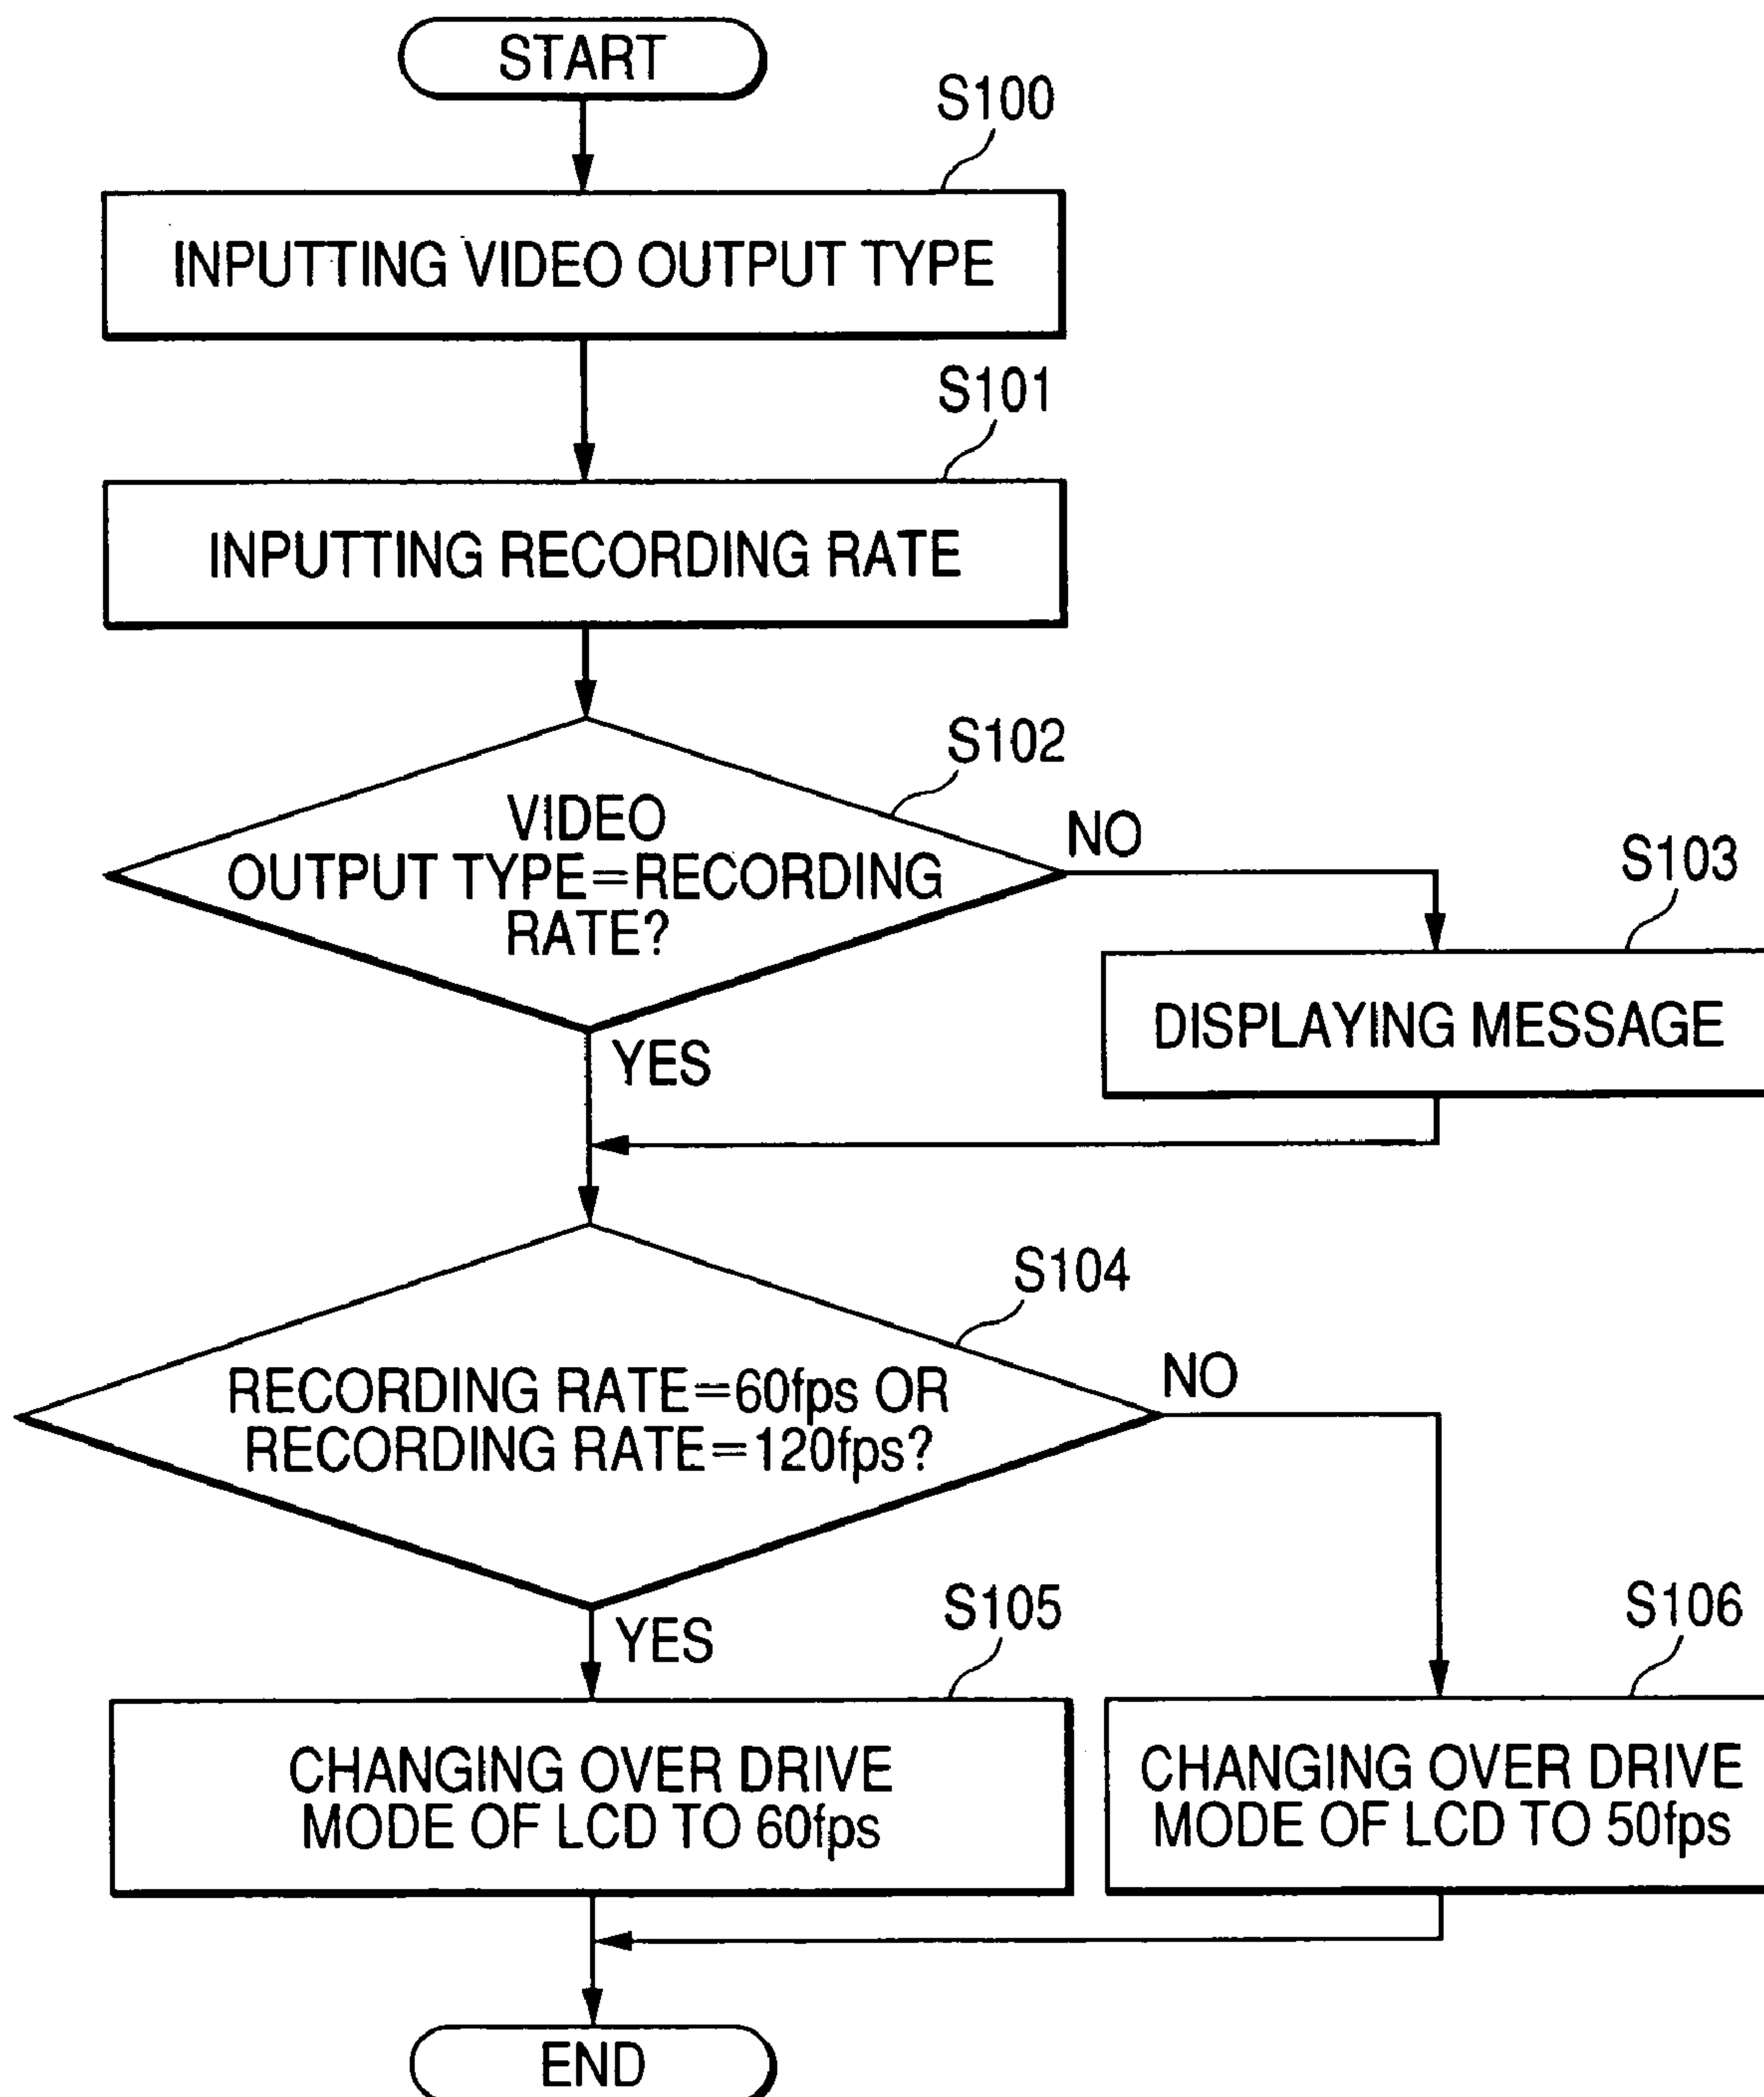 START
S100
INPUTTING VIDEO OUTPUT TYPE
S101
INPUTTING RECORDING RATE
S102
VIDEO
OUTPUT TYPE=RECORDING
RATE?
NO
S103
DISPLAYING MESSAGE
YES
S104
RECORDING RATE=60fps OR
RECORDING RATE=120fps?
NO
YES
S105
CHANGING OVER DRIVE
MODE OF LCD TO 60fps
S106
CHANGING OVER DRIVE
MODE OF LCD TO 50fps
END